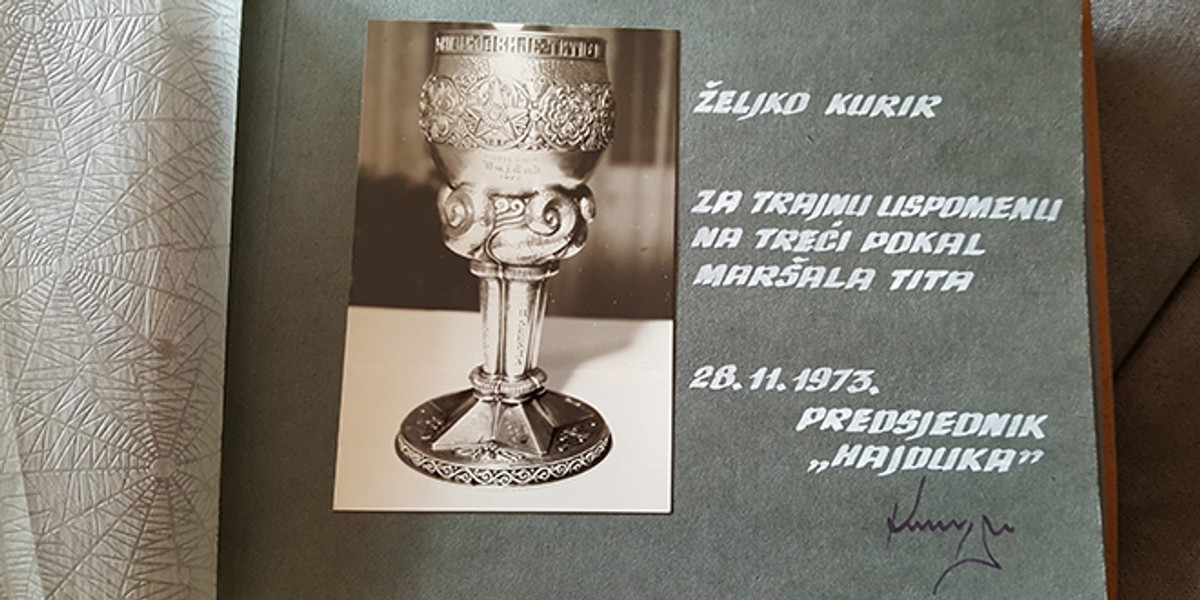 ŽELJKO KURIR
ZA TRAJNU USPOMENU
NA TREĆI POKAL
MARŠALA TITA
28.11.1973.
PREDSJEDNIK
„HAJDUKA”